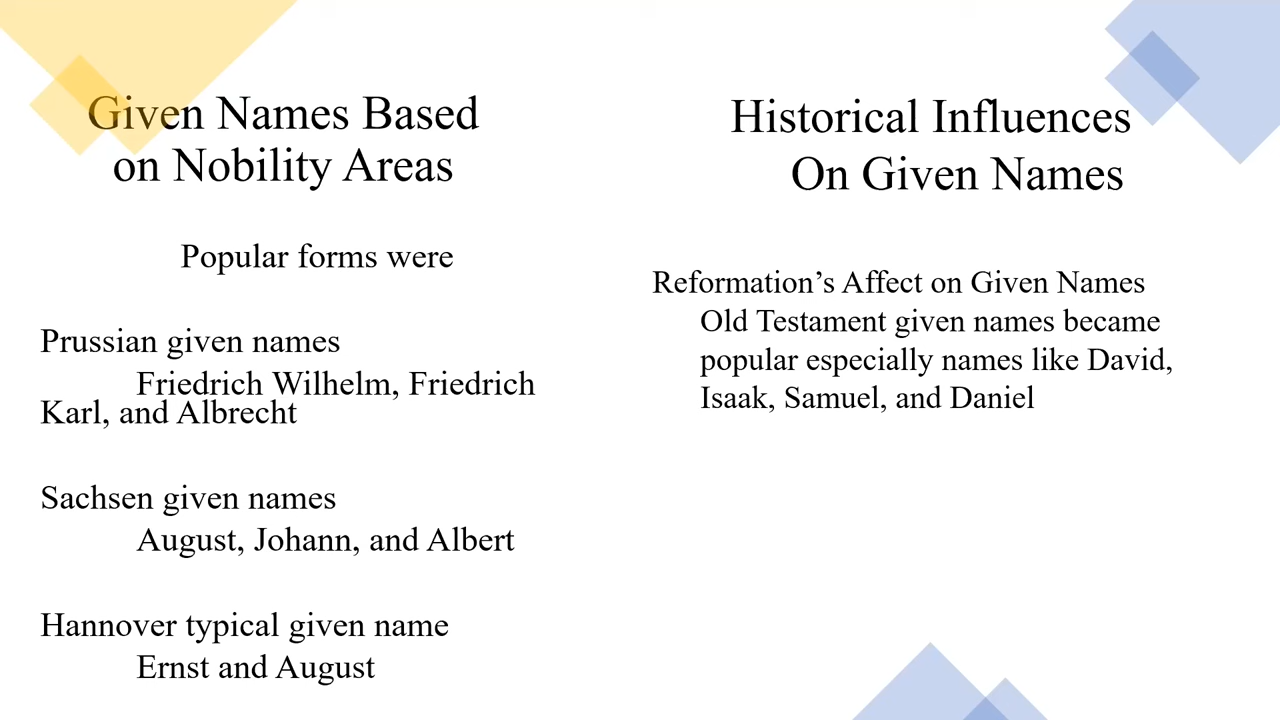 Given Names Based
on Nobility Areas
Popular forms were
Prussian given names
Friedrich Wilhelm, Friedrich
Karl, and Albrecht
Sachsen given names
August, Johann, and Albert
Hannover typical given name
Ernst and August
Historical Influences
On Given Names
Reformation’s Affect on Given Names
Old Testament given names became
popular especially names like David,
Isaak, Samuel, and Daniel